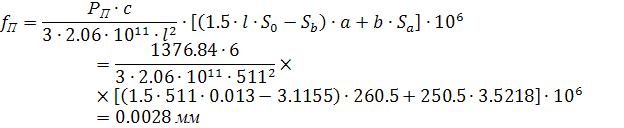 f_П = \frac{P_П · c}{3 · 2.06 · 10^{11} · l^2} · [(1.5 · l · S_0 − S_b) · a + b · S_a] · 10^6
= \frac{1376.84 · 6}{3 · 2.06 · 10^{11} · 511^2} ×
× [(1.5 · 511 · 0.013 − 3.1155) · 260.5 + 250.5 · 3.5218] · 10^6
= 0.0028 мм